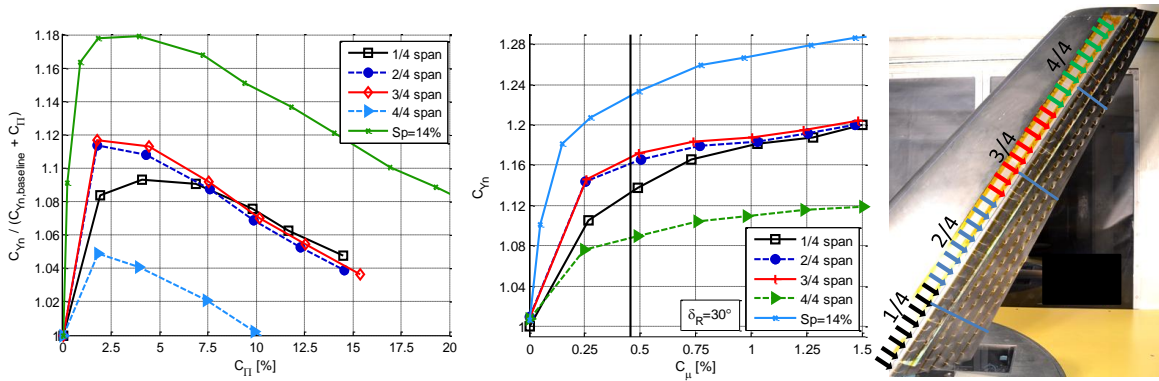 C_Yn / (C_Yn,baseline + C_Π)
1.18
1.16
1.14
1.12
1.10
1.08
1.06
1.04
1.02
1
0
2.5
5
7.5
10
12.5
15
17.5
20
C_Π [%]
1/4 span
2/4 span
3/4 span
4/4 span
Sp=14%
C_Yn
1.28
1.24
1.2
1.16
1.12
1.08
1.04
1
0
0.25
0.5
0.75
1
1.25
1.5
C_μ [%]
δ_R=30°
1/4 span
2/4 span
3/4 span
4/4 span
Sp=14%
4/4
3/4
2/4
1/4